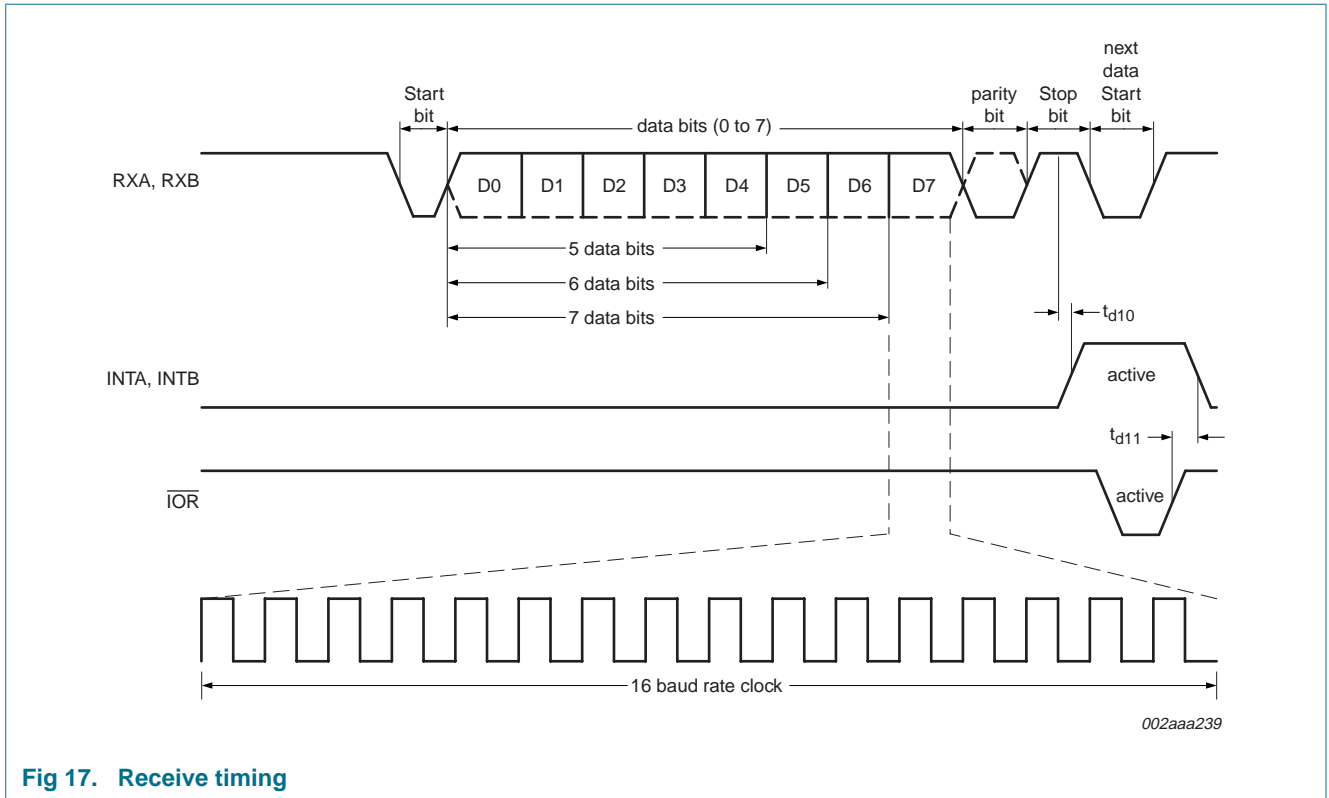 Start
bit
data bits (0 to 7)
parity
bit
Stop
bit
next
data
Start
bit
RXA, RXB
D0 D1 D2 D3 D4 D5 D6 D7
5 data bits
6 data bits
7 data bits
td10
INTA, INTB
active
td11
IOR
active
16 baud rate clock
002aaa239
Fig 17. Receive timing